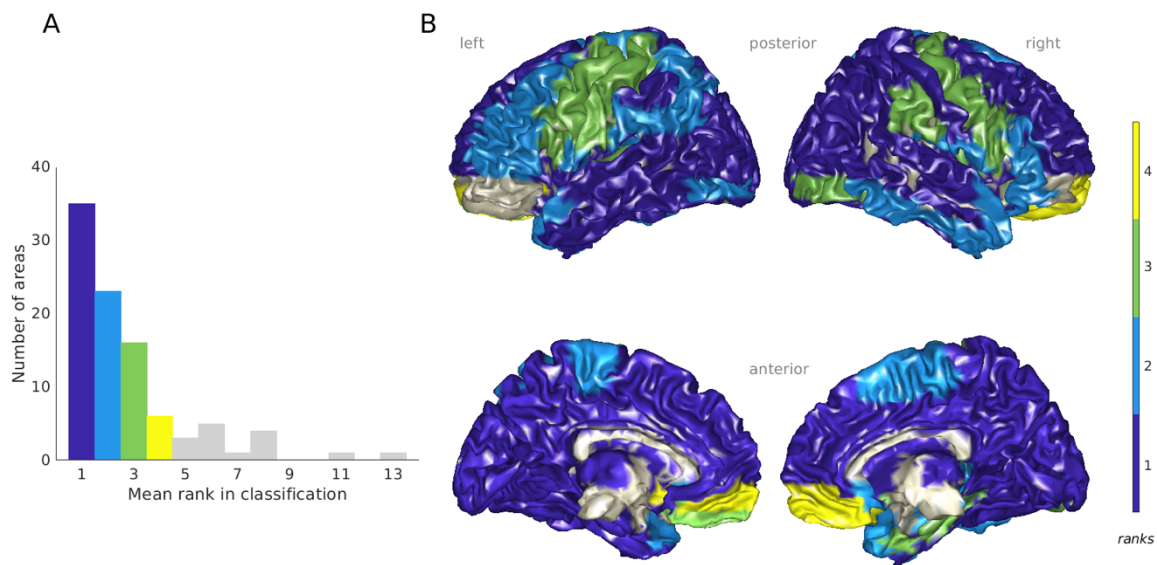 A
40
30
20
10
0
Number of areas
1 3 5 7 9 11 13
Mean rank in classification
B
left
posterior
right
anterior
4
3
2
1
ranks